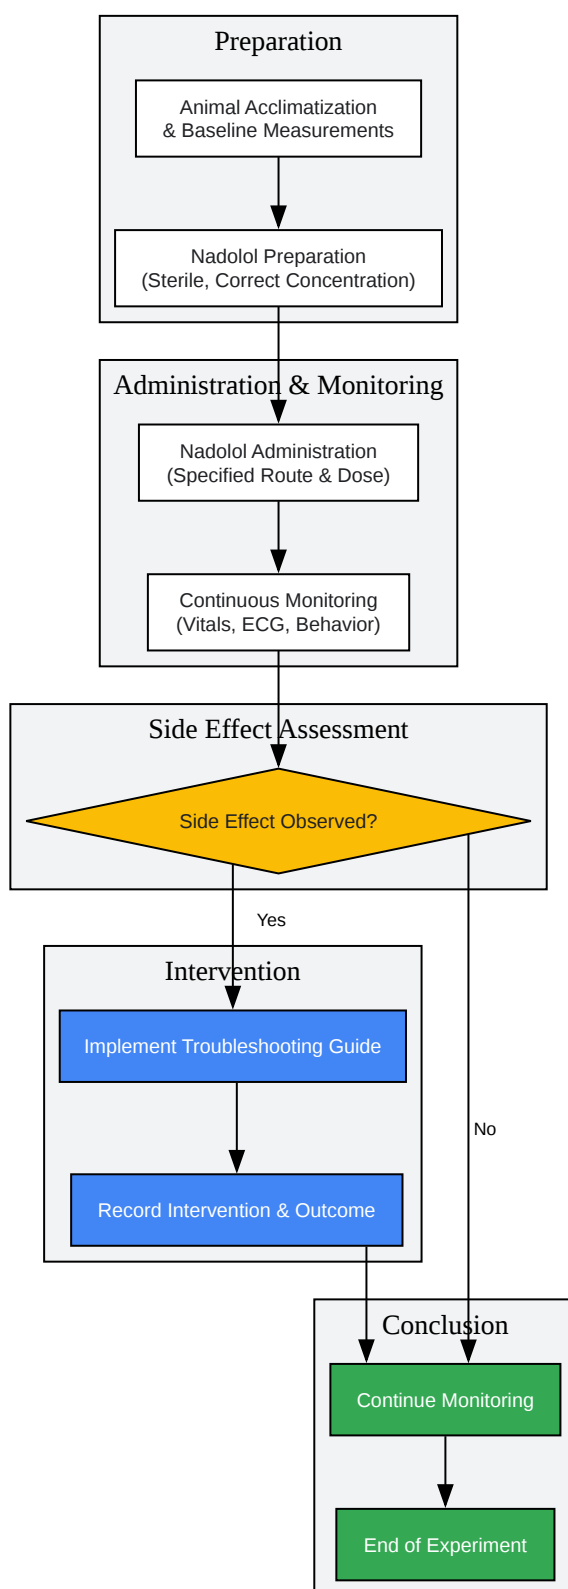 Preparation
Animal Acclimatization
& Baseline Measurements
Nadolol Preparation
(Sterile, Correct Concentration)
Administration & Monitoring
Nadolol Administration
(Specified Route & Dose)
Continuous Monitoring
(Vitals, ECG, Behavior)
Side Effect Assessment
Side Effect Observed?
Yes
Intervention
Implement Troubleshooting Guide
No
Record Intervention & Outcome
Conclusion
Continue Monitoring
End of Experiment